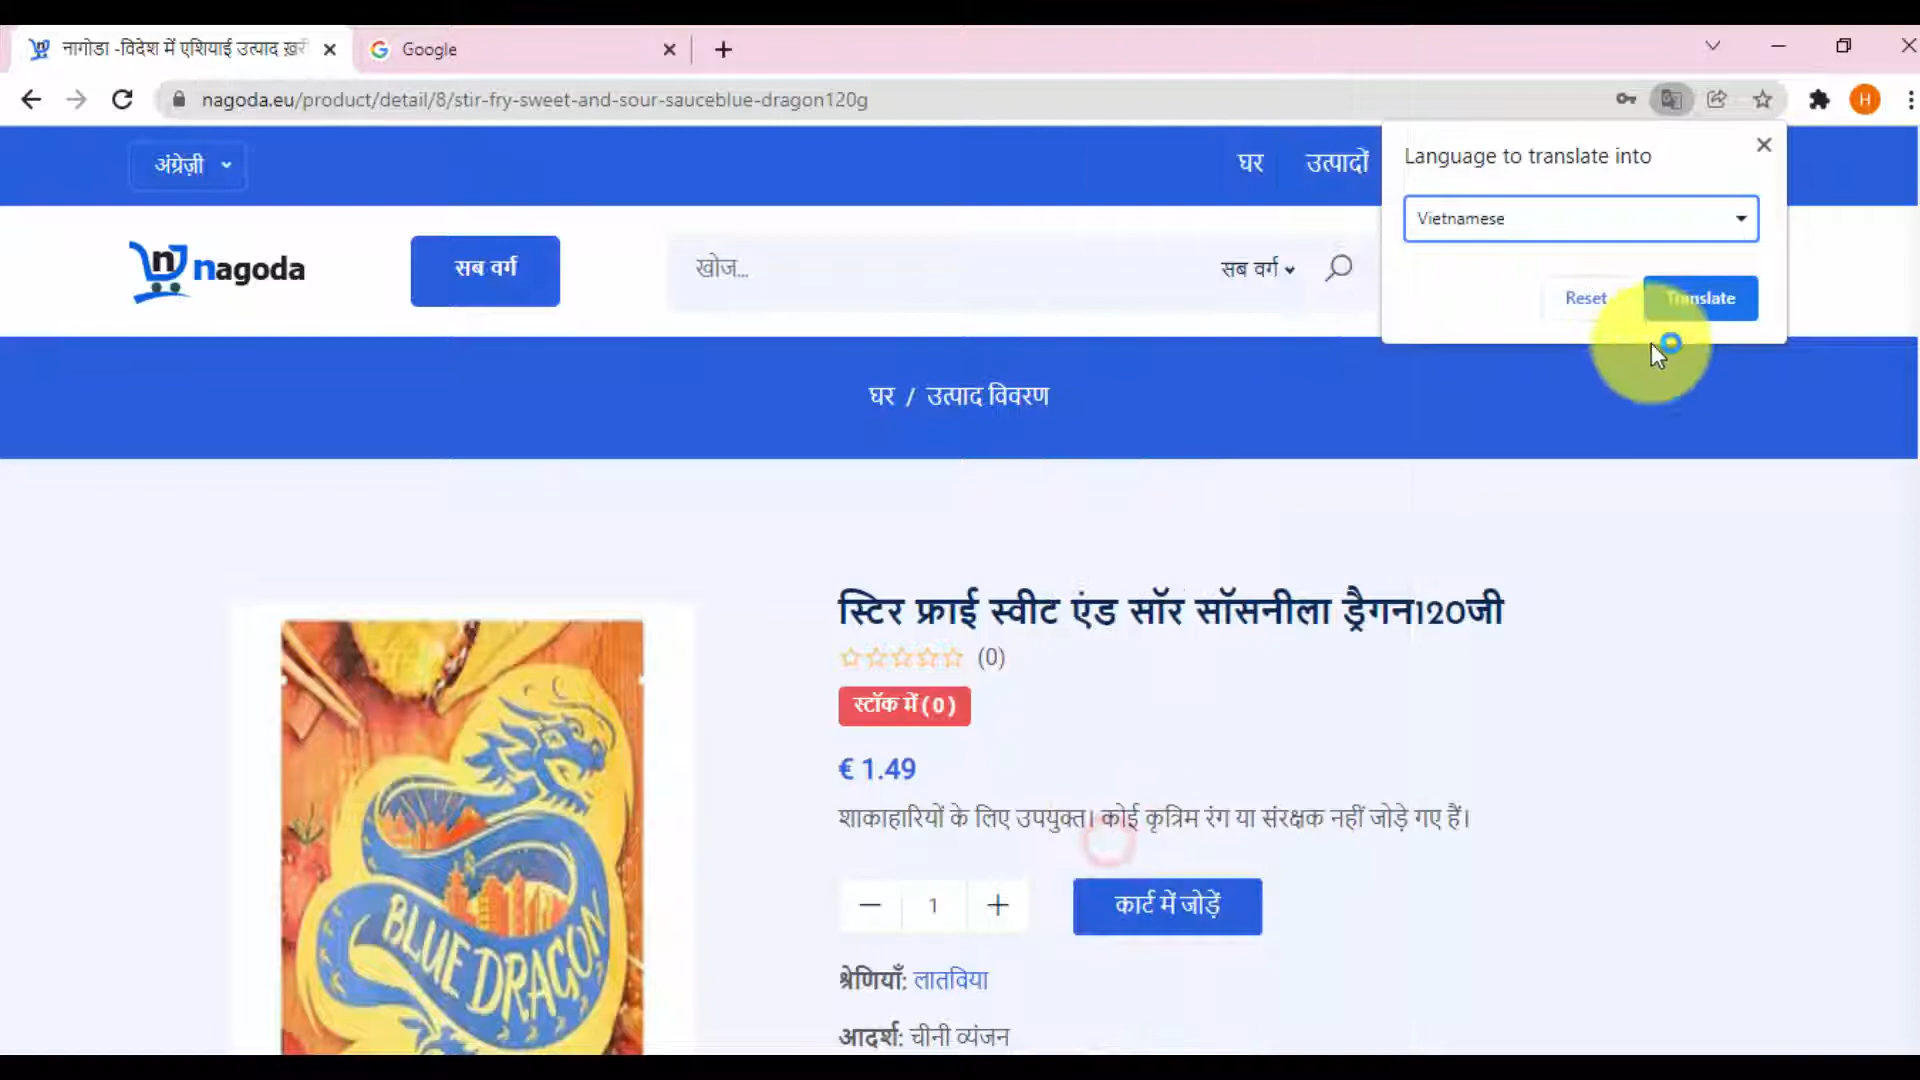 नागोडा -विदेश में एशियाई उत्पाद ख़री
Google
nagoda.eu/product/detail/8/stir-fry-sweet-and-sour-sauceblue-dragon120g
H
अंग्रेज़ी
घर
उत्पादों
Language to translate into
Vietnamese
Reset
Translate
nagoda
सब वर्ग
खोज...
सब वर्ग
घर / उत्पाद विवरण
स्टिर फ्राई स्वीट एंड सॉर सॉसनीला ड्रैगन120जी
(0)
स्टॉक में ( 0 )
€ 1.49
शाकाहारियों के लिए उपयुक्त। कोई कृत्रिम रंग या संरक्षक नहीं जोड़े गए हैं।
1
कार्ट में जोड़ें
श्रेणियाँ: लातविया
आदर्श: चीनी व्यंजन
BLUE DRAGON